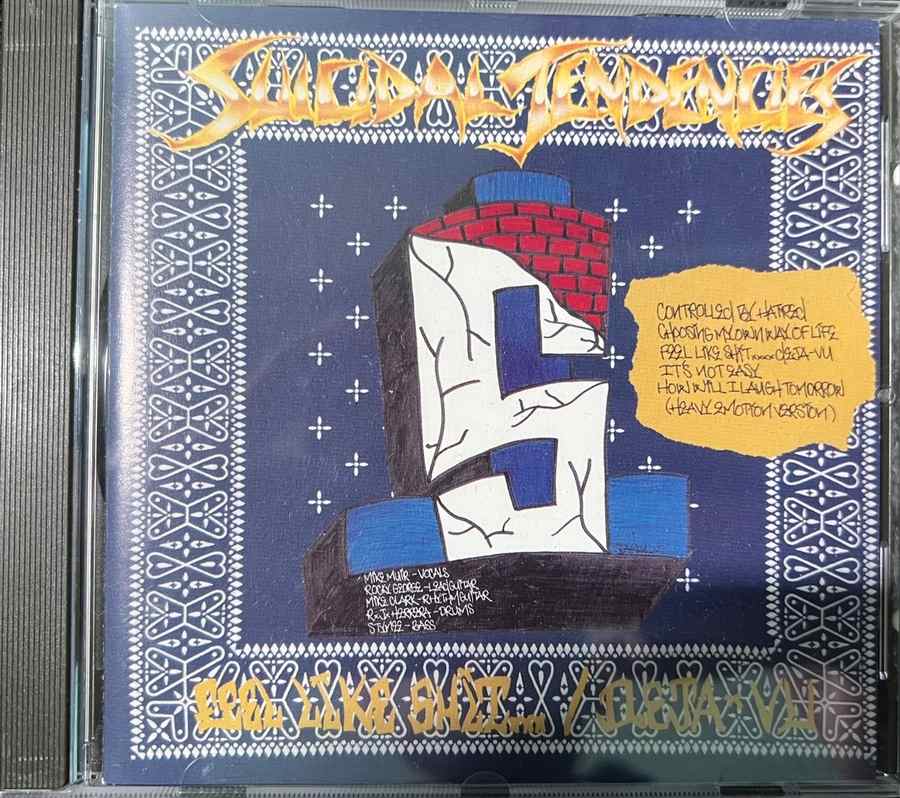 SUICIDAL TENDENCIES
CONTROLLED BY HATRED
CHOOSING MY OWN WAY OF LIFE
FEEL LIKE SHIT..... DEJA-VU
IT'S NOT EASY
HOW WILL I LAUGH TOMORROW
(HEAVY EMOTION VERSION)
MIKE MUIR - VOCALS
ROCKY GEORGE - LEAD GUITAR
MIKE CLARK - RHYTHM GUITAR
R.J. HERRERA - DRUMS
STYMEE - BASS
FEEL LIKE SHIT... / DEJA-VU